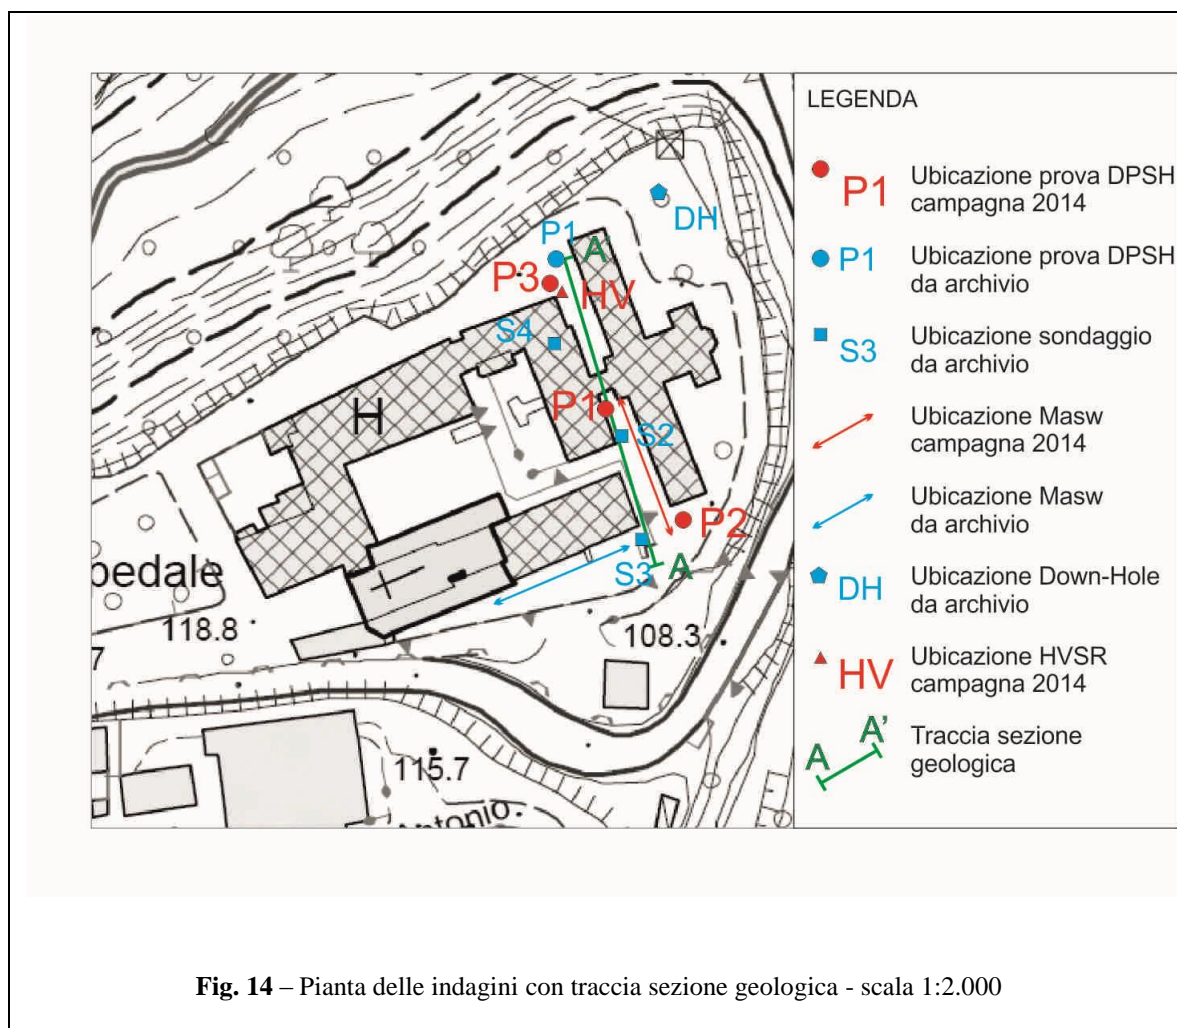 LEGENDA
P1
Ubicazione prova DPSH
campagna 2014
P1
Ubicazione prova DPSH
da archivio
S3
Ubicazione sondaggio
da archivio
Ubicazione Masw
campagna 2014
Ubicazione Masw
da archivio
DH
Ubicazione Down-Hole
da archivio
HV
Ubicazione HVSR
campagna 2014
A A'
Traccia sezione
geologica
DH
P1
A'
P3
HV
S4
H
P1
S2
P2
S3
A
pedale
118.8
108.3
7
115.7
Antonio.
Fig. 14 – Pianta delle indagini con traccia sezione geologica - scala 1:2.000